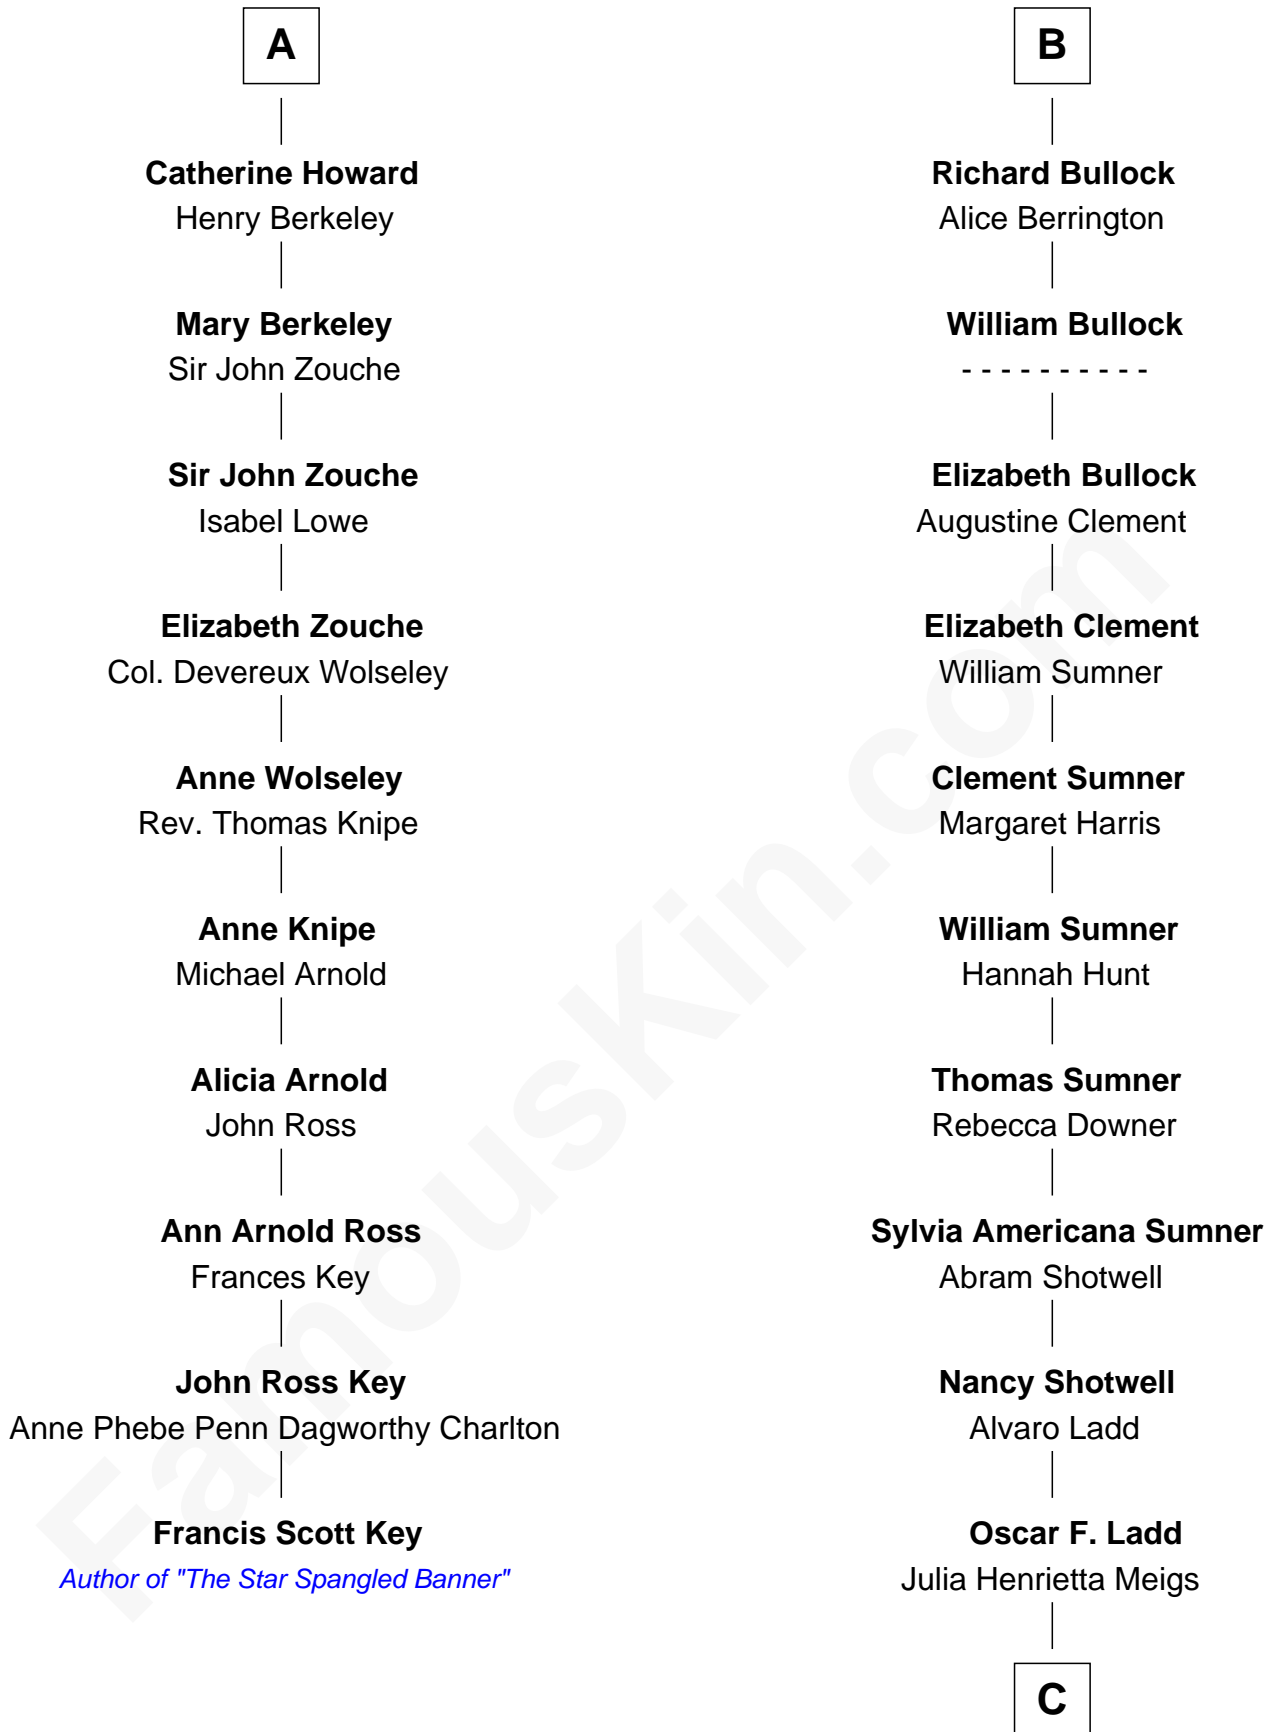 A
Catherine Howard
Henry Berkeley
Mary Berkeley
Sir John Zouche
Sir John Zouche
Isabel Lowe
Elizabeth Zouche
Col. Devereux Wolseley
Anne Wolseley
Rev. Thomas Knipe
Anne Knipe
Michael Arnold
Alicia Arnold
John Ross
Ann Arnold Ross
Frances Key
John Ross Key
Anne Phebe Penn Dagworthy Charlton
Francis Scott Key
Author of "The Star Spangled Banner"
B
Richard Bullock
Alice Berrington
William Bullock
- - - - - - - - - -
Elizabeth Bullock
Augustine Clement
Elizabeth Clement
William Sumner
Clement Sumner
Margaret Harris
William Sumner
Hannah Hunt
Thomas Sumner
Rebecca Downer
Sylvia Americana Sumner
Abram Shotwell
Nancy Shotwell
Alvaro Ladd
Oscar F. Ladd
Julia Henrietta Meigs
C
FamousKin.com